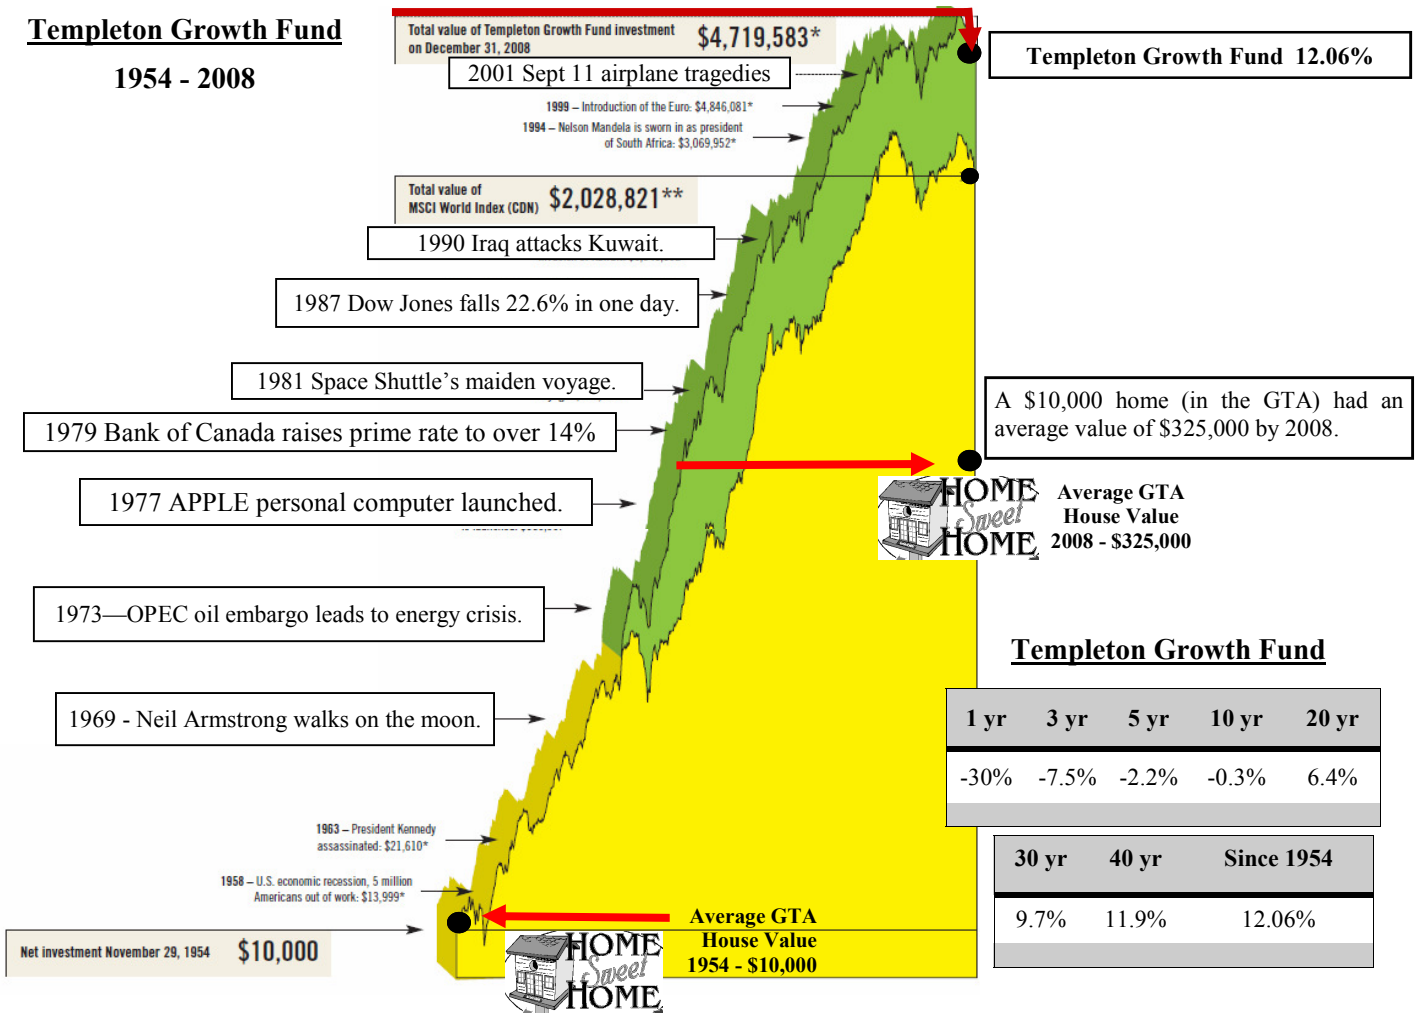 Templeton Growth Fund
1954 - 2008
Total value of Templeton Growth Fund investment
on December 31, 2008
$4,719,583*
Templeton Growth Fund  12.06%
2001 Sept 11 airplane tragedies
1999 – Introduction of the Euro: $4,846,081*
1994 – Nelson Mandela is sworn in as president
of South Africa: $3,069,952*
Total value of
MSCI World Index (CDN)
$2,028,821**
1990 Iraq attacks Kuwait.
1987 Dow Jones falls 22.6% in one day.
1981 Space Shuttle’s maiden voyage.
1979 Bank of Canada raises prime rate to over 14%
1977 APPLE personal computer launched.
A $10,000 home (in the GTA) had an
average value of $325,000 by 2008.
HOME
Sweet
HOME
Average GTA
House Value
2008 - $325,000
1973—OPEC oil embargo leads to energy crisis.
1969 - Neil Armstrong walks on the moon.
1963 – President Kennedy
assassinated: $21,610*
1958 – U.S. economic recession, 5 million
Americans out of work: $13,999*
Net investment November 29, 1954
$10,000
Average GTA
House Value
1954 - $10,000
HOME
Sweet
HOME
Templeton Growth Fund
1 yr 3 yr 5 yr 10 yr 20 yr
-30% -7.5% -2.2% -0.3% 6.4%
30 yr 40 yr Since 1954
9.7% 11.9% 12.06%